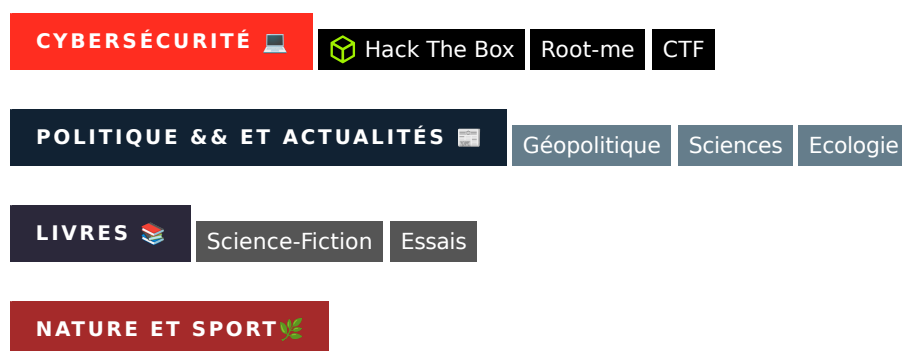 CYBERSÉCURITÉ 💻 Hack The Box Root-me CTF
POLITIQUE && ET ACTUALITÉS 📰 Géopolitique Sciences Ecologie
LIVRES 📚 Science-Fiction Essais
NATURE ET SPORT🌿